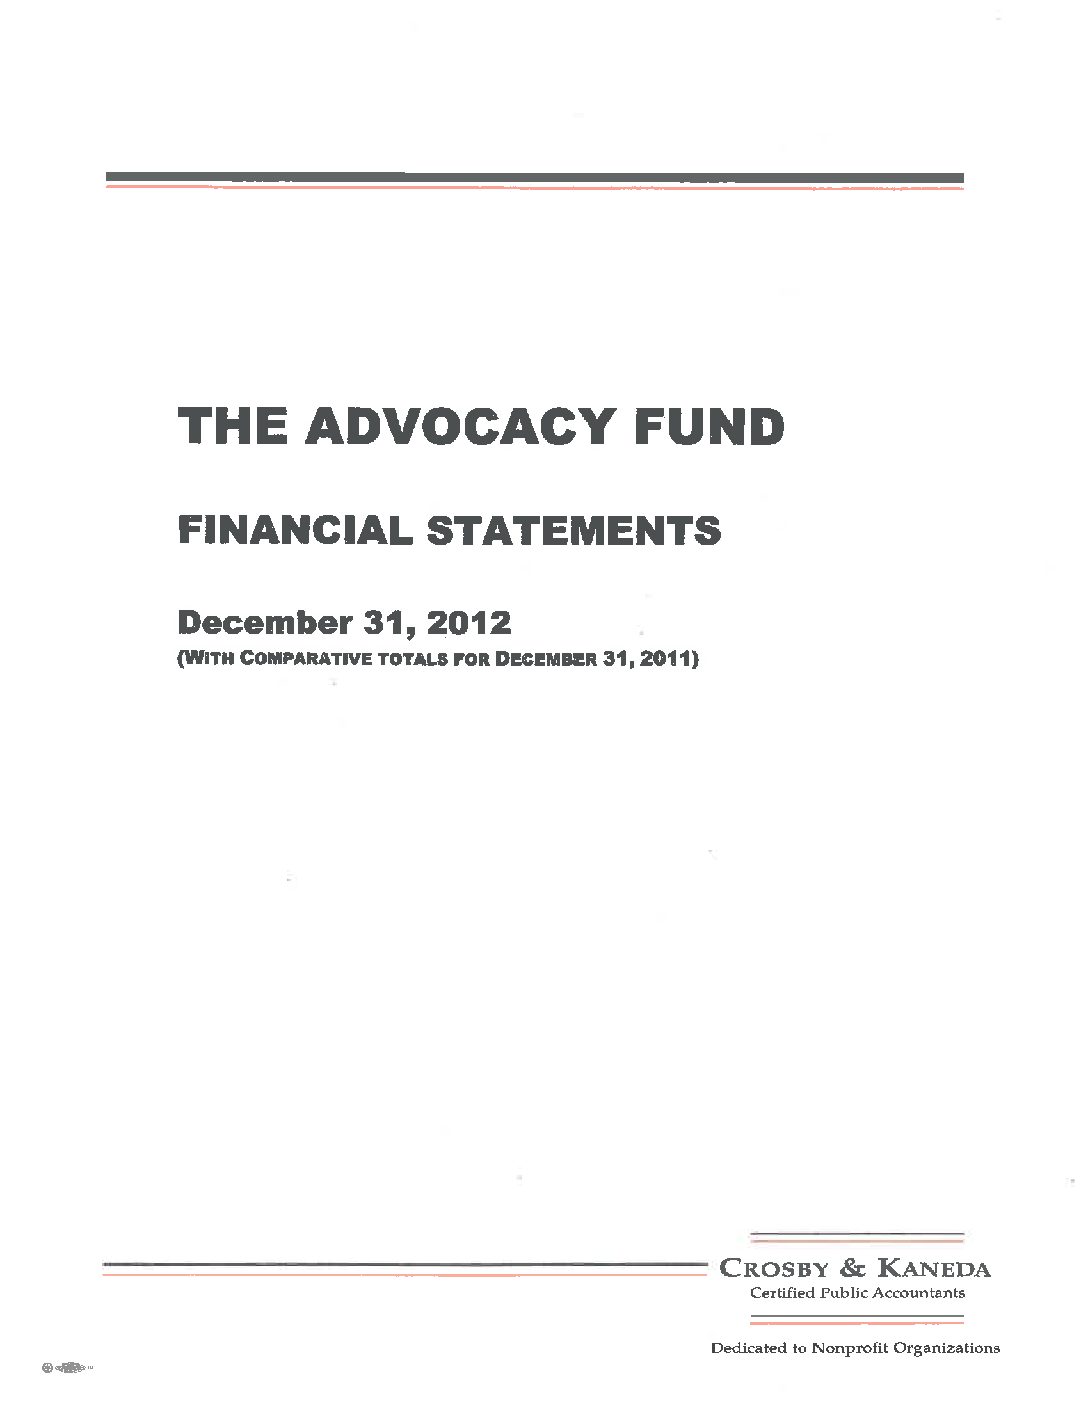 THE ADVOCACY FUND
FINANCIAL STATEMENTS
December 31, 2012
(WITH COMPARATIVE TOTALS FOR DECEMBER 31, 2011)
CROSBY & KANEDA
Certified Public Accountants
Dedicated to Nonprofit Organizations